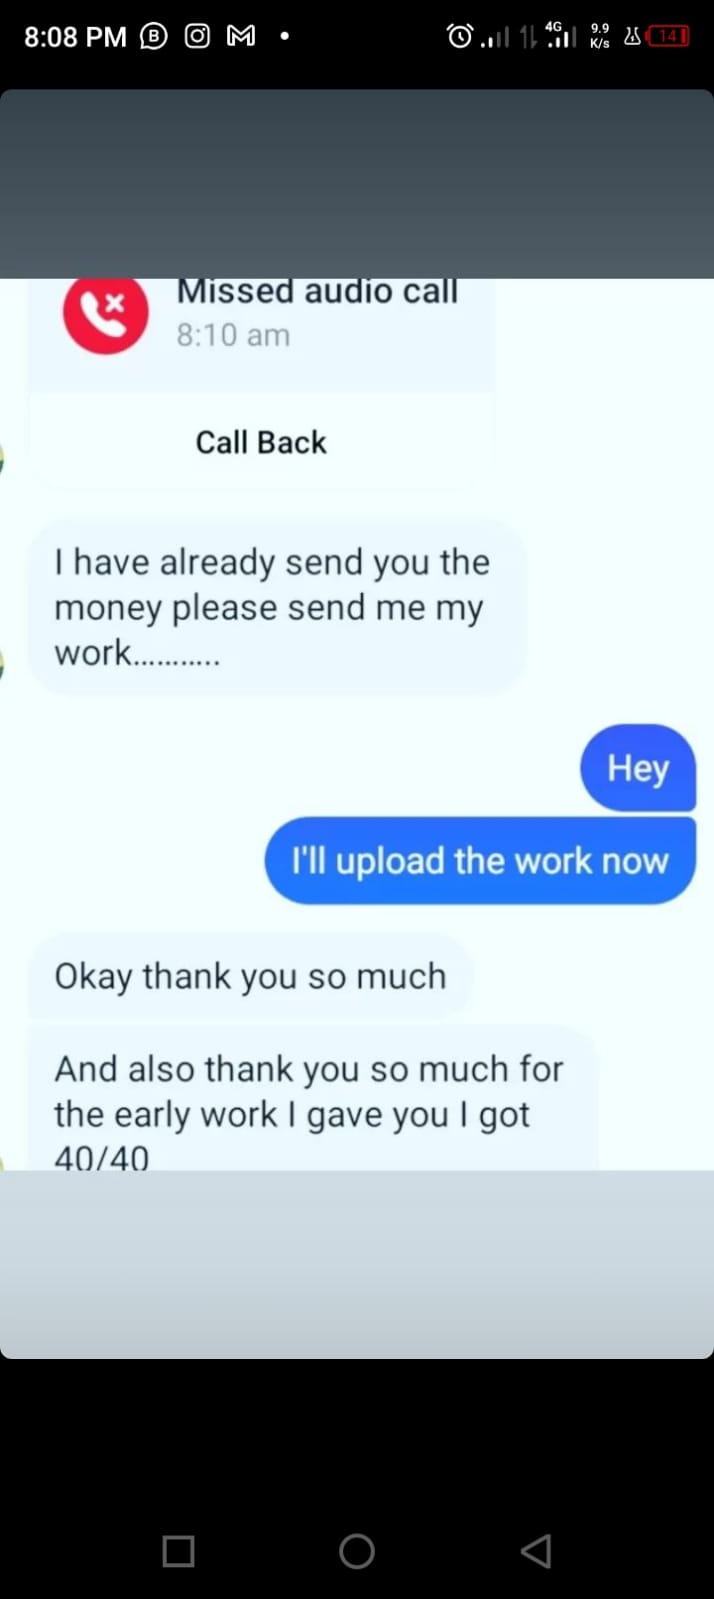 8:08 PM
4G 9.9 K/s 14
Missed audio call
8:10 am
Call Back
I have already send you the
money please send me my
work...........
Hey
I'll upload the work now
Okay thank you so much
And also thank you so much for
the early work I gave you I got
40/40